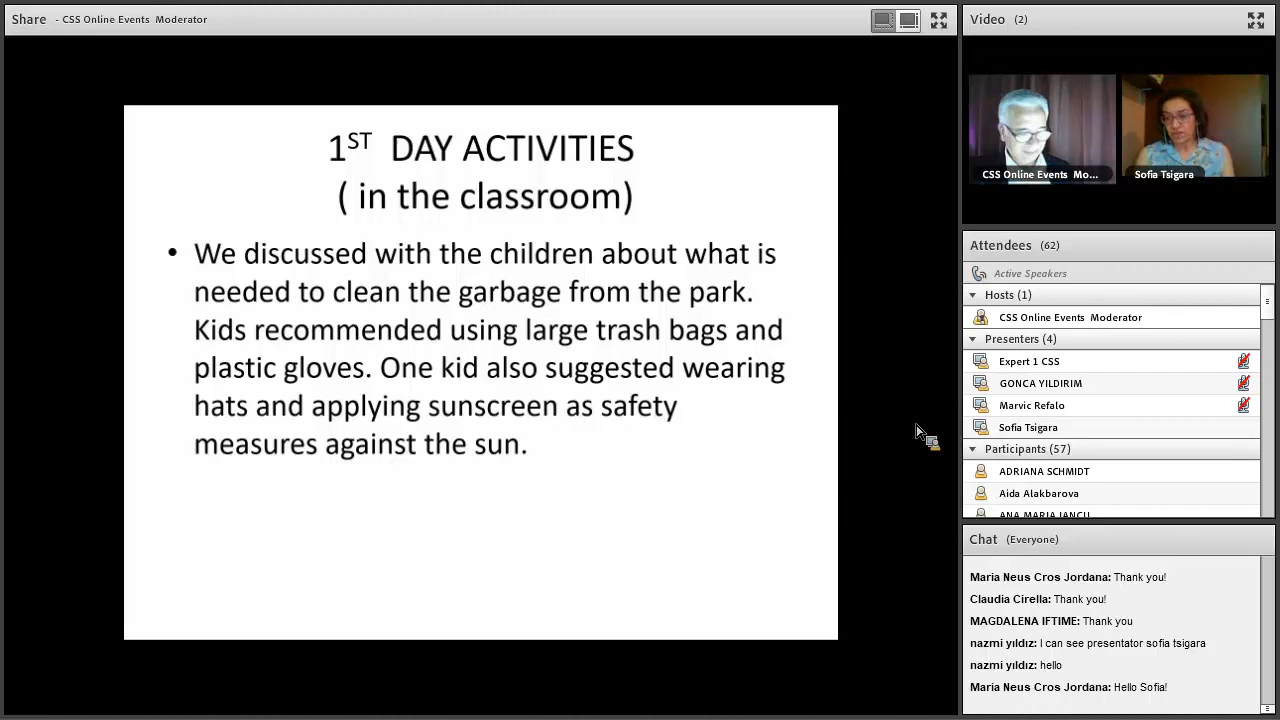 Share - CSS Online Events Moderator
1ST DAY ACTIVITIES
( in the classroom)
• We discussed with the children about what is
needed to clean the garbage from the park.
Kids recommended using large trash bags and
plastic gloves. One kid also suggested wearing
hats and applying sunscreen as safety
measures against the sun.
Video (2)
CSS Online Events Mo...
Sofia Tsigara
Attendees (62)
Active Speakers
Hosts (1)
CSS Online Events Moderator
Presenters (4)
Expert 1 CSS
GONCA YILDIRIM
Marvic Refalo
Sofia Tsigara
Participants (57)
ADRIANA SCHMIDT
Aida Alakbarova
ANA MARIA IANCU
Chat (Everyone)
Maria Neus Cros Jordana: Thank you!
Claudia Cirella: Thank you!
MAGDALENA IFTIME: Thank you
nazmi yıldız: I can see presentator sofia tsigara
nazmi yıldız: hello
Maria Neus Cros Jordana: Hello Sofia!